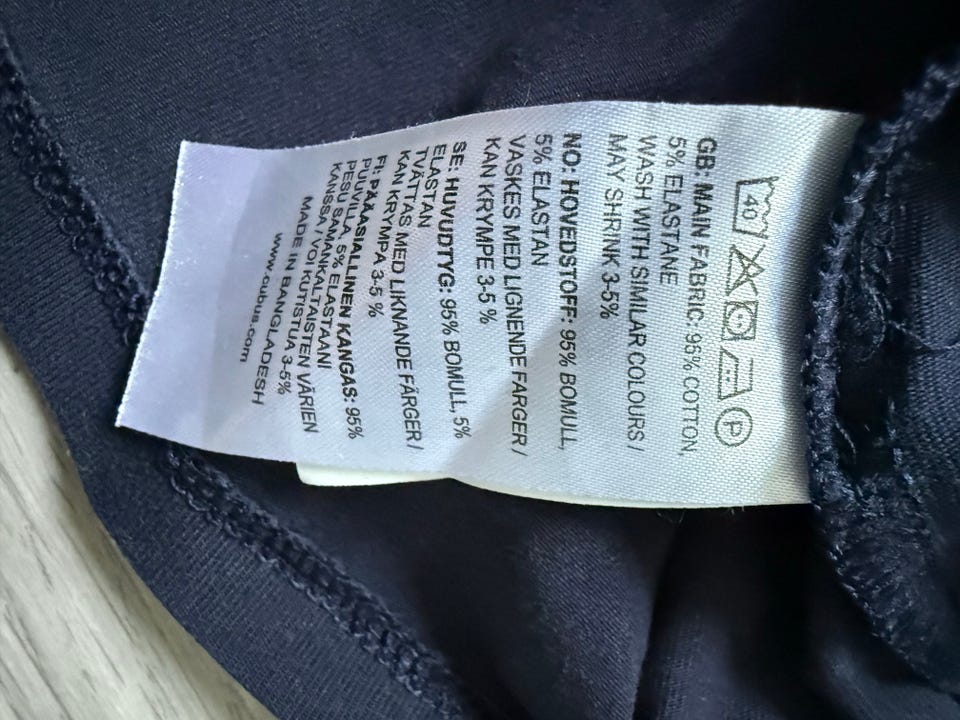 40 P
GB: MAIN FABRIC: 95% COTTON,
5% ELASTANE
WASH WITH SIMILAR COLOURS /
MAY SHRINK 3-5%
NO: HOVEDSTOFF: 95% BOMULL,
5% ELASTAN
VASKES MED LIGNENDE FARGER /
KAN KRYMPE 3-5 %
SE: HUVUDTYG: 95% BOMULL, 5%
ELASTAN
TVÄTTAS MED LIKNANDE FÄRGER /
KAN KRYMPA 3-5 %
FI: PÄÄASIALLINEN KANGAS: 95%
PUUVILLA, 5% ELASTAANI
PESU SAMANKALTAISTEN VÄRIEN
KANSSA / VOI KUTISTUA 3-5%
MADE IN BANGLADESH
www.cubus.com